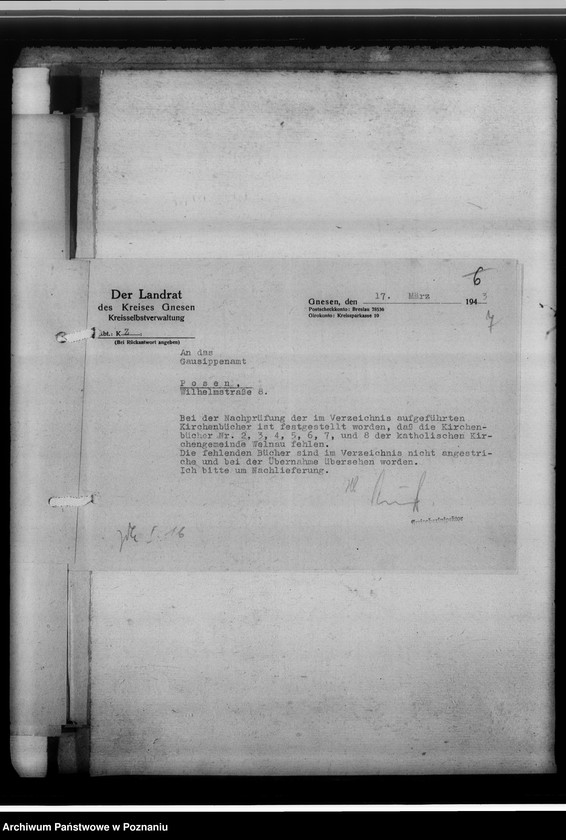 6
Der Landrat
des Kreises Gnesen
Kreisselbstverwaltung
Abt.: K Z
(Bei Rückantwort angeben)
Gnesen, den 17. März 1943
Postscheckkonto: Breslau 70236
Girokonto: Kreissparkasse 10
7
An das
Gausippenamt
Posen,
Wilhelmstraße 8.
Bei der Nachprüfung der im Verzeichnis aufgeführten
Kirchenbücher ist festgestellt worden, daß die Kirchen-
bücher Nr. 2, 3, 4, 5, 6, 7, und 8 der katholischen Kir-
chengemeinde Welnau fehlen.
Die fehlenden Bücher sind im Verzeichnis nicht angestri-
che und bei der Übernahme übersehen worden.
Ich bitte um Nachlieferung.
Archiwum Państwowe w Poznaniu